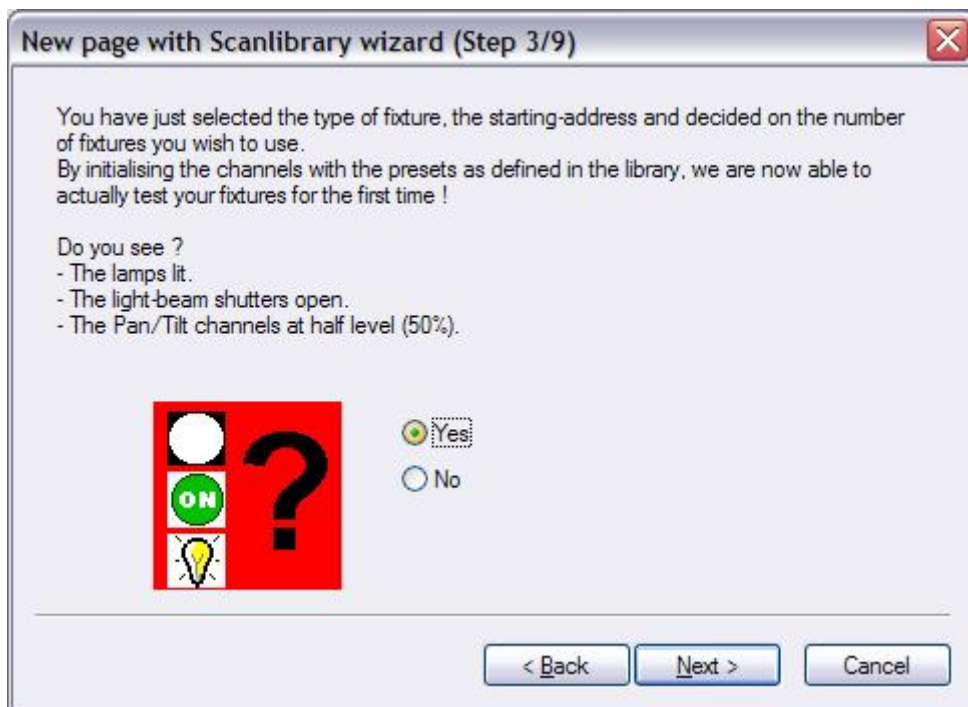 New page with Scanlibrary wizard (Step 3/9)
You have just selected the type of fixture, the starting-address and decided on the number
of fixtures you wish to use.
By initialising the channels with the presets as defined in the library, we are now able to
actually test your fixtures for the first time !
Do you see ?
- The lamps lit.
- The light-beam shutters open.
- The Pan/Tilt channels at half level (50%).
ON
?
Yes
No
< Back
Next >
Cancel